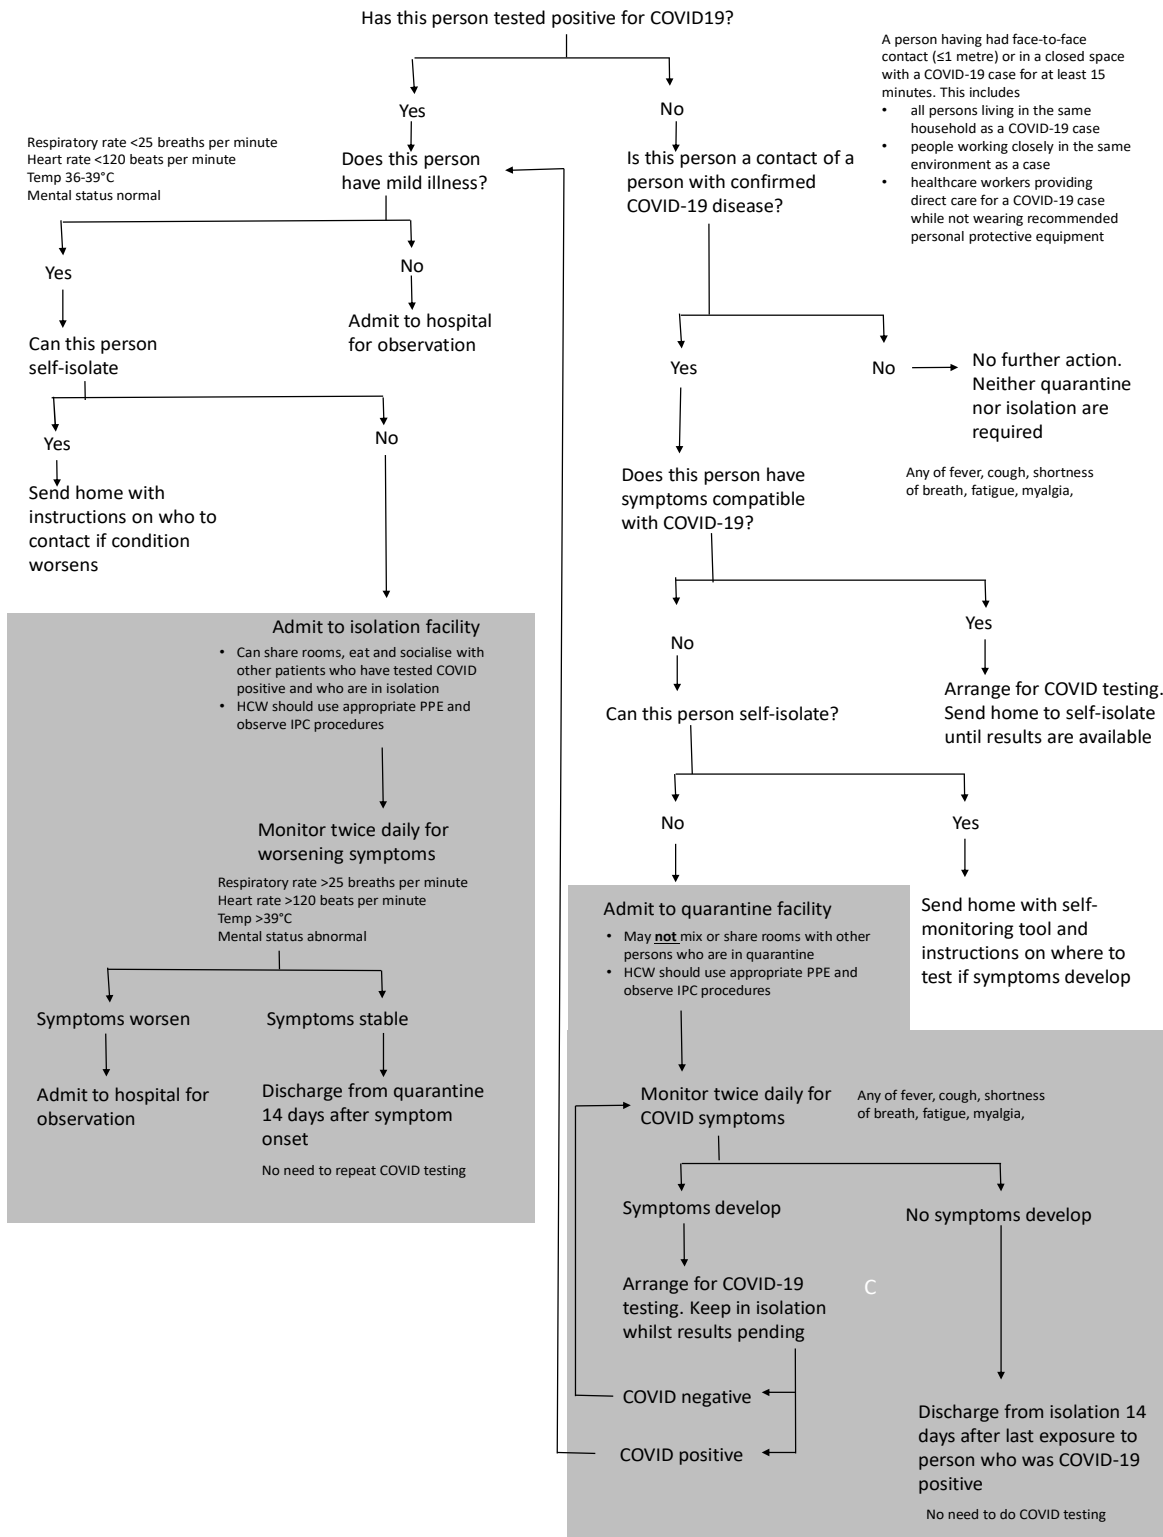 Has this person tested positive for COVID19?
A person having had face-to-face
contact (≤1 metre) or in a closed space
with a COVID-19 case for at least 15
minutes. This includes
• all persons living in the same
household as a COVID-19 case
• people working closely in the same
environment as a case
• healthcare workers providing
direct care for a COVID-19 case
while not wearing recommended
personal protective equipment
Yes
No
Respiratory rate <25 breaths per minute
Heart rate <120 beats per minute
Temp 36-39°C
Mental status normal
Does this person
have mild illness?
Is this person a contact of a
person with confirmed
COVID-19 disease?
Yes
No
Can this person
self-isolate
Admit to hospital
for observation
Yes
No
No further action.
Neither quarantine
nor isolation are
required
Yes
No
Send home with
instructions on who to
contact if condition
worsens
Does this person have
symptoms compatible
with COVID-19?
Any of fever, cough, shortness
of breath, fatigue, myalgia,
No
Yes
Admit to isolation facility
• Can share rooms, eat and socialise with
other patients who have tested COVID
positive and who are in isolation
• HCW should use appropriate PPE and
observe IPC procedures
Can this person self-isolate?
Arrange for COVID testing.
Send home to self-isolate
until results are available
No
Yes
Monitor twice daily for
worsening symptoms
Respiratory rate >25 breaths per minute
Heart rate >120 beats per minute
Temp >39°C
Mental status abnormal
Admit to quarantine facility
• May not mix or share rooms with other
persons who are in quarantine
• HCW should use appropriate PPE and
observe IPC procedures
Send home with self-
monitoring tool and
instructions on where to
test if symptoms develop
Symptoms worsen
Symptoms stable
Admit to hospital for
observation
Discharge from quarantine
14 days after symptom
onset
No need to repeat COVID testing
Monitor twice daily for
COVID symptoms
Any of fever, cough, shortness
of breath, fatigue, myalgia,
Symptoms develop
No symptoms develop
Arrange for COVID-19
testing. Keep in isolation
whilst results pending
C
COVID negative
COVID positive
Discharge from isolation 14
days after last exposure to
person who was COVID-19
positive
No need to do COVID testing